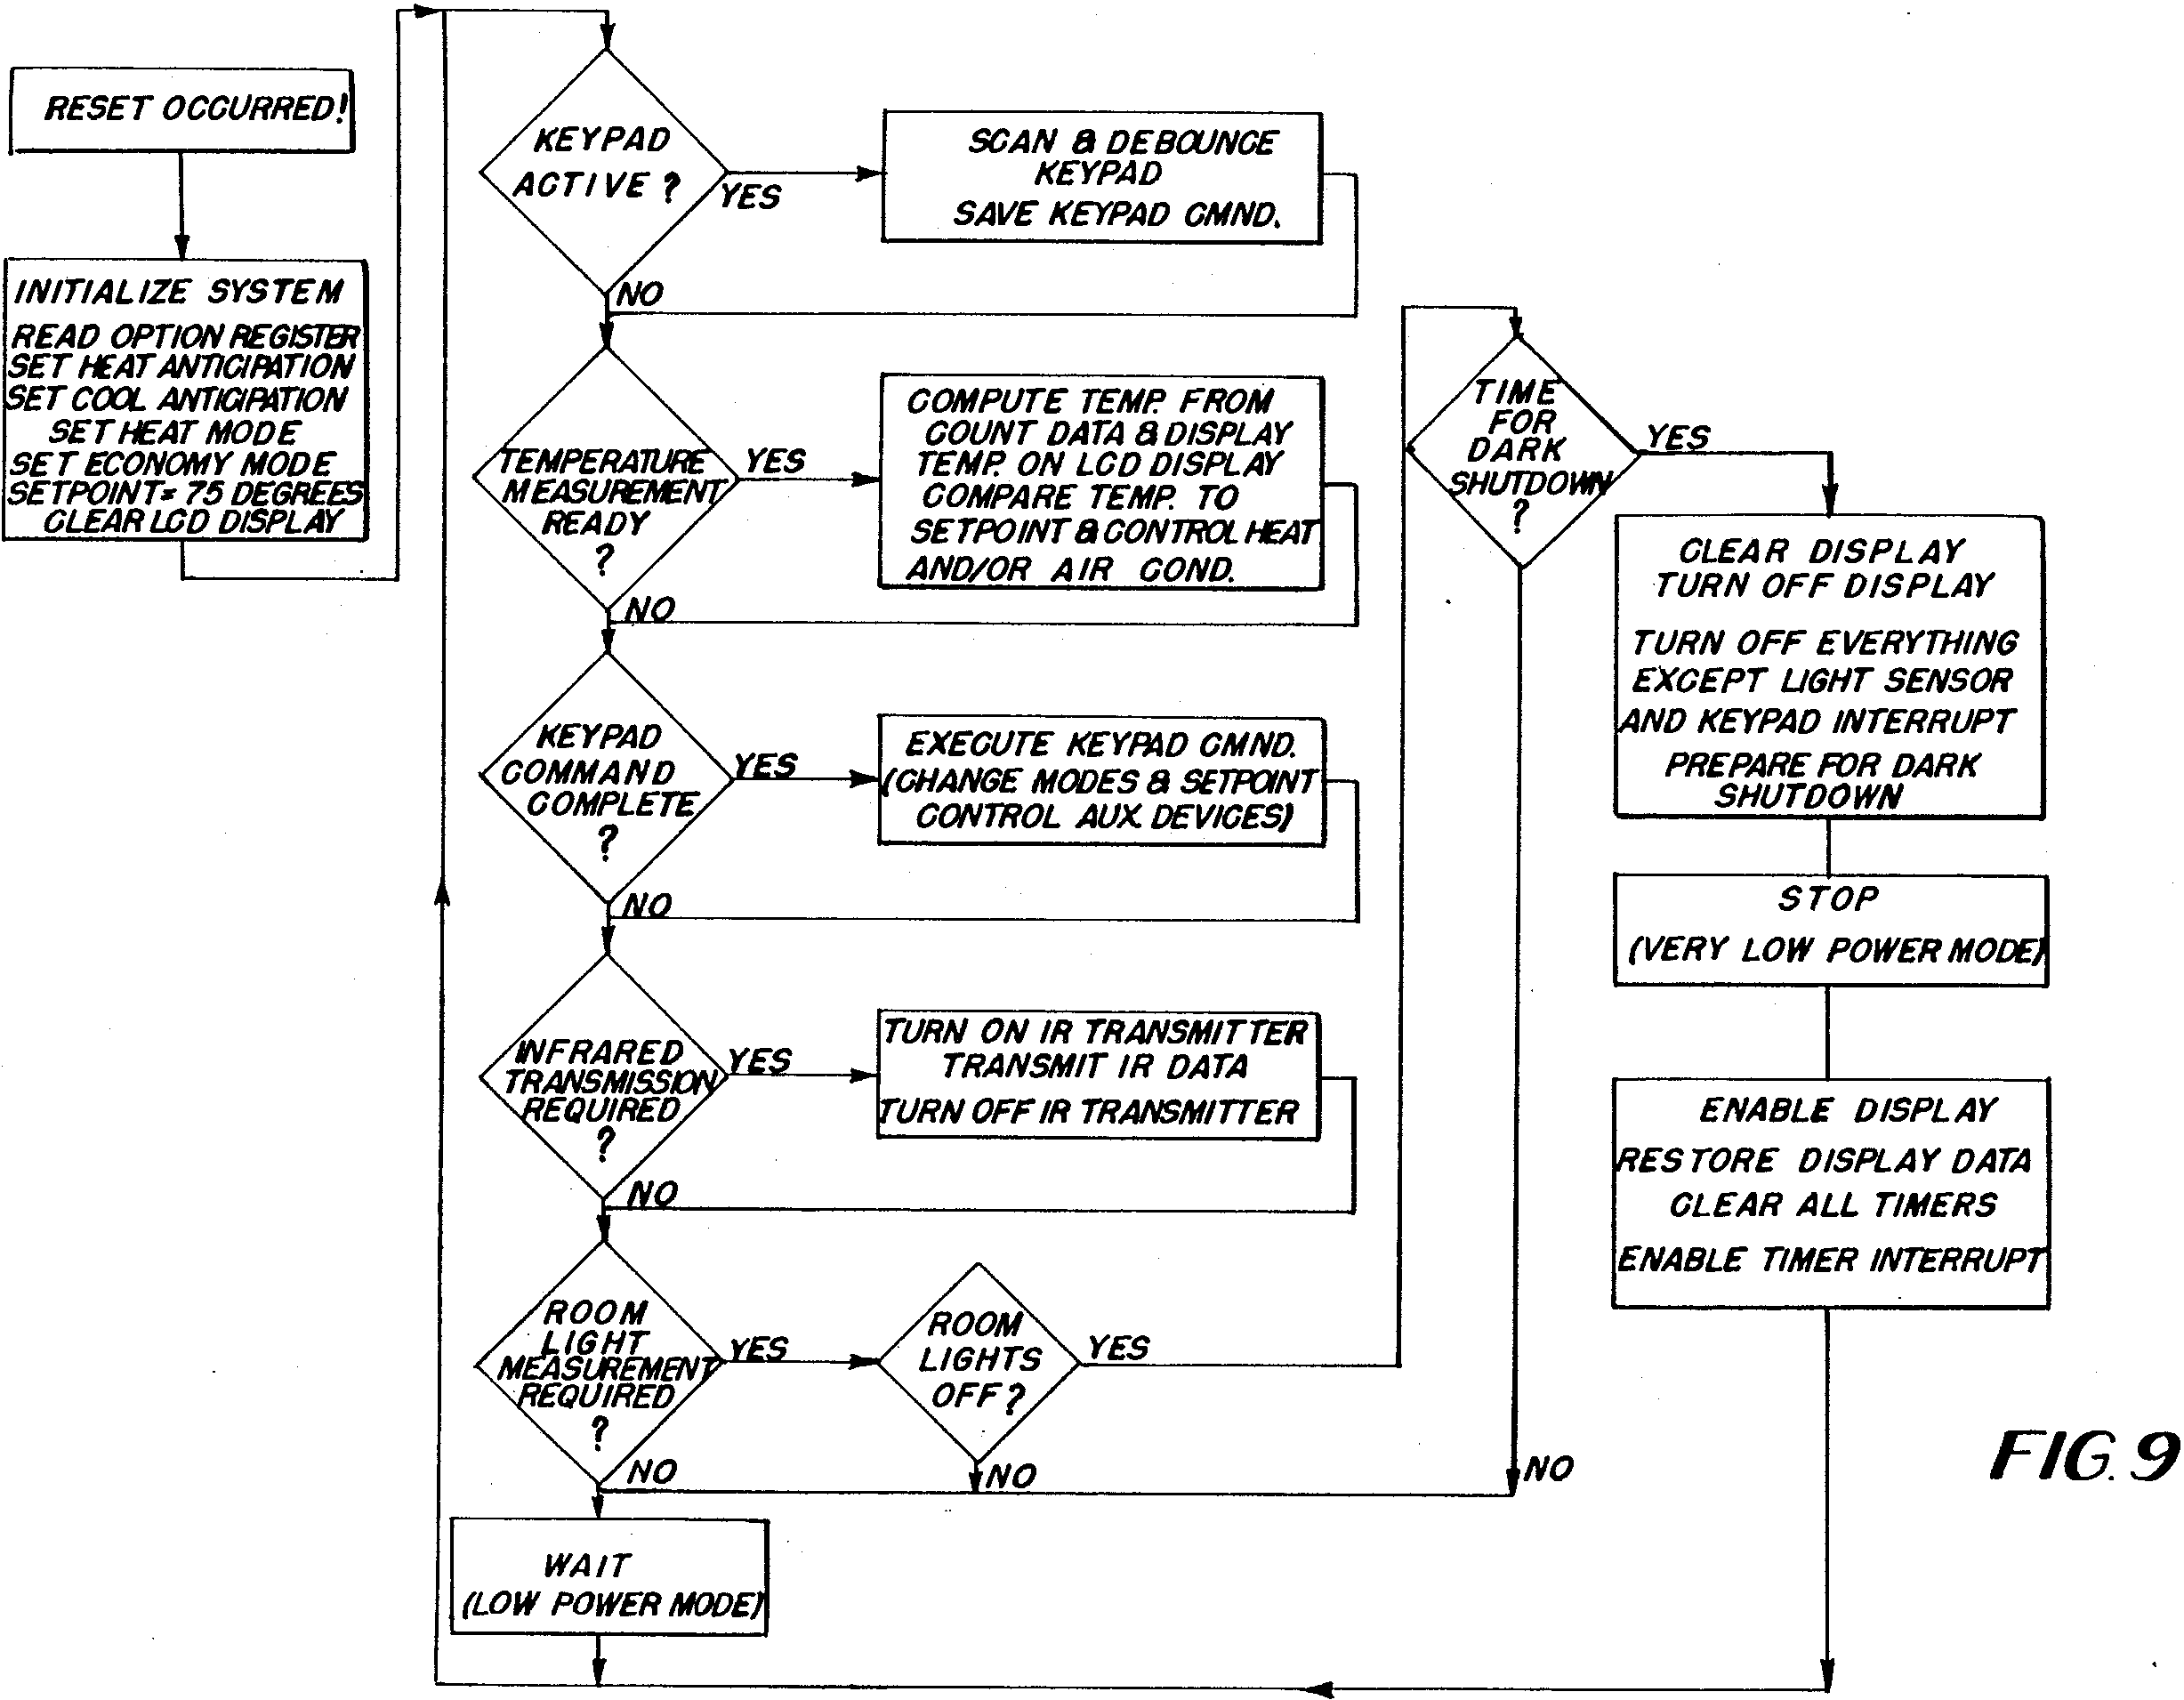 RESET OCCURRED!
INITIALIZE SYSTEM
READ OPTION REGISTER
SET HEAT ANTICIPATION
SET COOL ANTICIPATION
SET HEAT MODE
SET ECONOMY MODE
SETPOINT= 75 DEGREES
CLEAR LCD DISPLAY
KEYPAD
ACTIVE ?
YES
NO
SCAN & DEBOUNCE
KEYPAD
SAVE KEYPAD CMND.
TEMPERATURE
MEASUREMENT
READY
?
YES
NO
COMPUTE TEMP. FROM
COUNT DATA & DISPLAY
TEMP. ON LCD DISPLAY
COMPARE TEMP. TO
SETPOINT & CONTROL HEAT
AND/OR AIR COND.
KEYPAD
COMMAND
COMPLETE
?
YES
NO
EXECUTE KEYPAD CMND.
(CHANGE MODES & SETPOINT
CONTROL AUX. DEVICES)
INFRARED
TRANSMISSION
REQUIRED
?
YES
NO
TURN ON IR TRANSMITTER
TRANSMIT IR DATA
TURN OFF IR TRANSMITTER
ROOM
LIGHT
MEASUREMENT
REQUIRED
?
YES
NO
ROOM
LIGHTS
OFF ?
YES
NO
WAIT
(LOW POWER MODE)
TIME
FOR
DARK
SHUTDOWN
?
YES
NO
CLEAR DISPLAY
TURN OFF DISPLAY
TURN OFF EVERYTHING
EXCEPT LIGHT SENSOR
AND KEYPAD INTERRUPT
PREPARE FOR DARK
SHUTDOWN
STOP
(VERY LOW POWER MODE)
ENABLE DISPLAY
RESTORE DISPLAY DATA
CLEAR ALL TIMERS
ENABLE TIMER INTERRUPT
FIG. 9